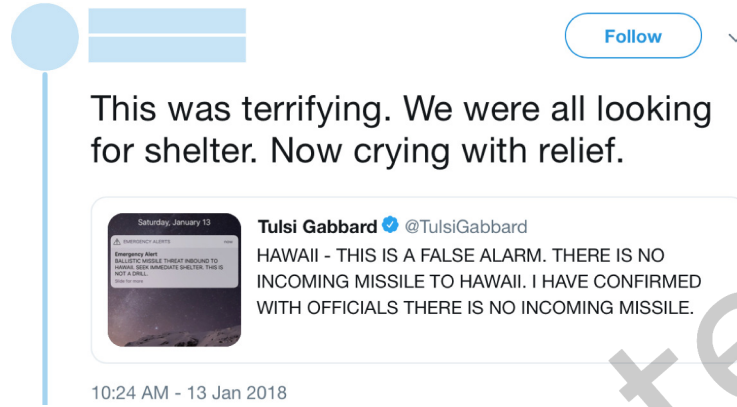 Follow
This was terrifying. We were all looking
for shelter. Now crying with relief.
Saturday, January 13
EMERGENCY ALERTS now
Emergency Alert
BALLISTIC MISSILE THREAT INBOUND TO
HAWAII. SEEK IMMEDIATE SHELTER. THIS IS
NOT A DRILL.
Slide for more
Tulsi Gabbard @TulsiGabbard
HAWAII - THIS IS A FALSE ALARM. THERE IS NO
INCOMING MISSILE TO HAWAII. I HAVE CONFIRMED
WITH OFFICIALS THERE IS NO INCOMING MISSILE.
10:24 AM - 13 Jan 2018
te